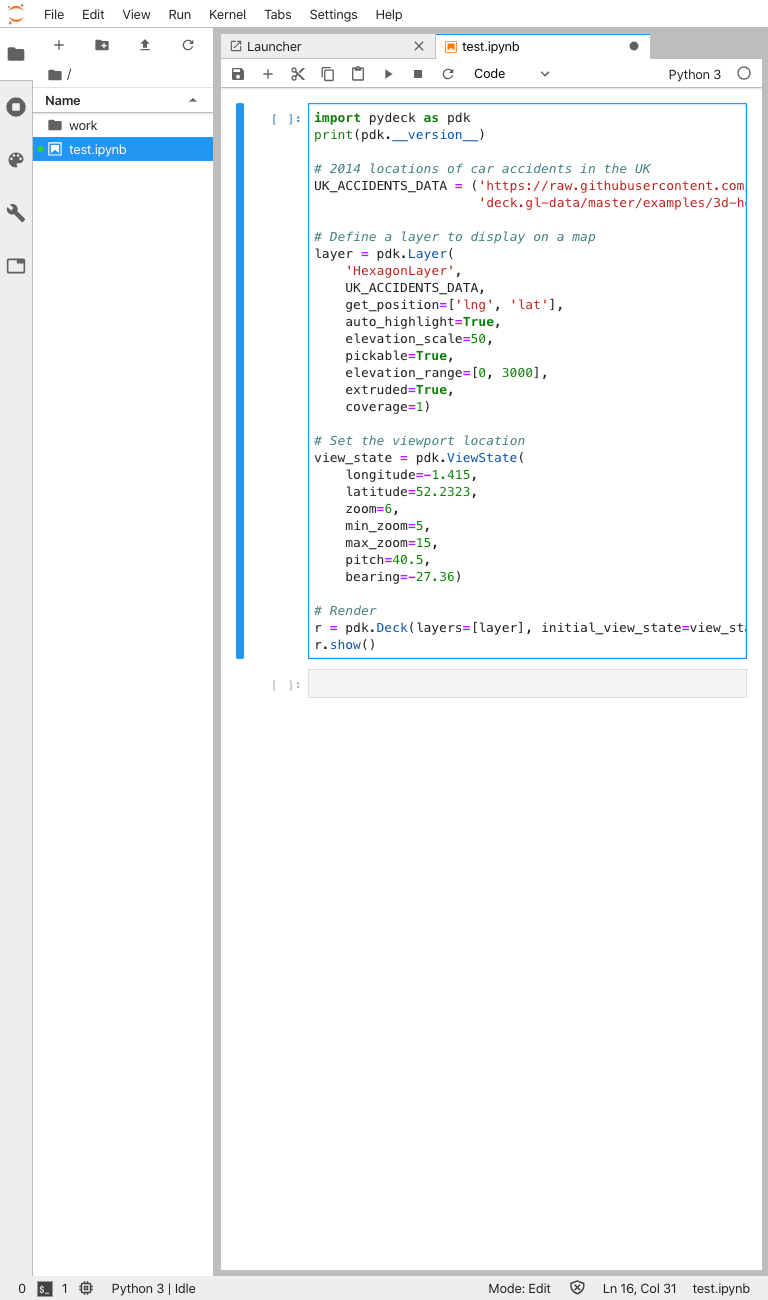 File Edit View Run Kernel Tabs Settings Help
Launcher
test.ipynb
Code
Python 3
/
Name
work
test.ipynb
[ ]:
import pydeck as pdk
print(pdk.__version__)
# 2014 locations of car accidents in the UK
UK_ACCIDENTS_DATA = ('https://raw.githubusercontent.com
'deck.gl-data/master/examples/3d-h
# Define a layer to display on a map
layer = pdk.Layer(
    'HexagonLayer',
    UK_ACCIDENTS_DATA,
    get_position=['lng', 'lat'],
    auto_highlight=True,
    elevation_scale=50,
    pickable=True,
    elevation_range=[0, 3000],
    extruded=True,
    coverage=1)
# Set the viewport location
view_state = pdk.ViewState(
    longitude=-1.415,
    latitude=52.2323,
    zoom=6,
    min_zoom=5,
    max_zoom=15,
    pitch=40.5,
    bearing=-27.36)
# Render
r = pdk.Deck(layers=[layer], initial_view_state=view_st
r.show()
[ ]:
0 $_ 1 Python 3 | Idle Mode: Edit Ln 16, Col 31 test.ipynb